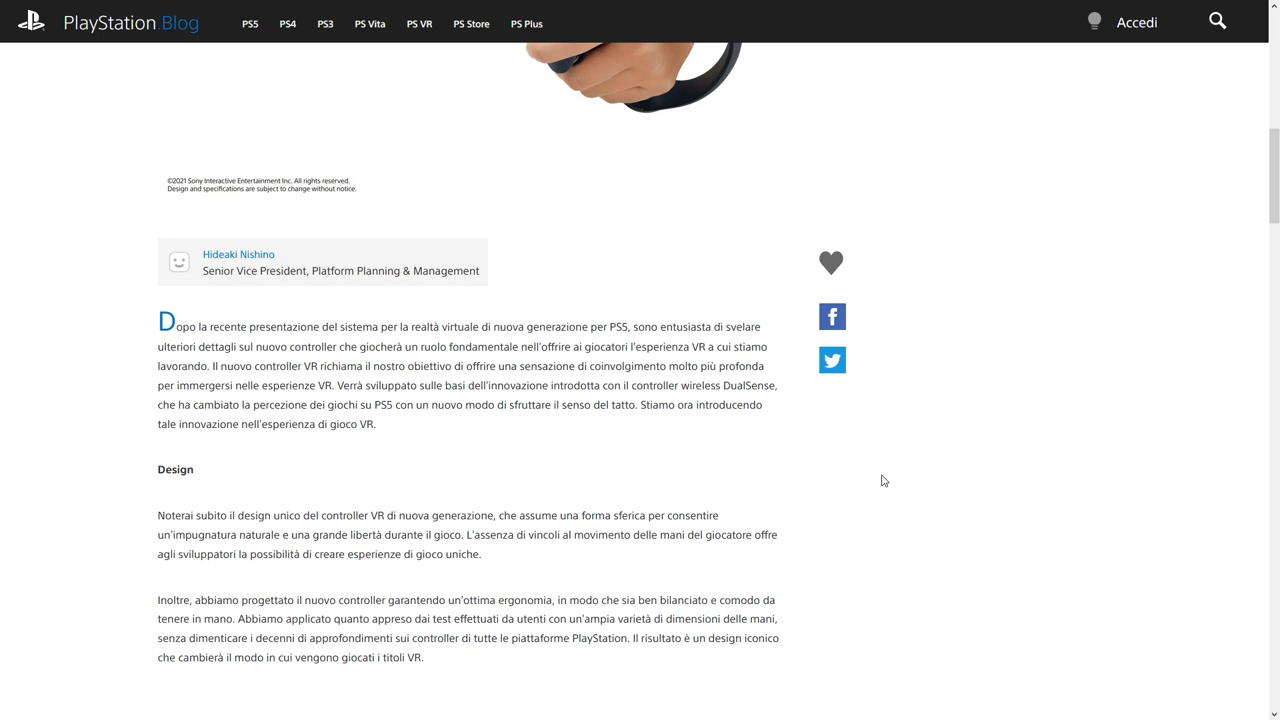 PlayStation.Blog PS5 PS4 PS3 PS Vita PS VR PS Store PS Plus Accedi
©2021 Sony Interactive Entertainment Inc. All rights reserved.
Design and specifications are subject to change without notice.
Hideaki Nishino
Senior Vice President, Platform Planning & Management
Dopo la recente presentazione del sistema per la realtà virtuale di nuova generazione per PS5, sono entusiasta di svelare
ulteriori dettagli sul nuovo controller che giocherà un ruolo fondamentale nell'offrire ai giocatori l'esperienza VR a cui stiamo
lavorando. Il nuovo controller VR richiama il nostro obiettivo di offrire una sensazione di coinvolgimento molto più profonda
per immergersi nelle esperienze VR. Verrà sviluppato sulle basi dell'innovazione introdotta con il controller wireless DualSense,
che ha cambiato la percezione dei giochi su PS5 con un nuovo modo di sfruttare il senso del tatto. Stiamo ora introducendo
tale innovazione nell'esperienza di gioco VR.
Design
Noterai subito il design unico del controller VR di nuova generazione, che assume una forma sferica per consentire
un'impugnatura naturale e una grande libertà durante il gioco. L'assenza di vincoli al movimento delle mani del giocatore offre
agli sviluppatori la possibilità di creare esperienze di gioco uniche.
Inoltre, abbiamo progettato il nuovo controller garantendo un'ottima ergonomia, in modo che sia ben bilanciato e comodo da
tenere in mano. Abbiamo applicato quanto appreso dai test effettuati da utenti con un'ampia varietà di dimensioni delle mani,
senza dimenticare i decenni di approfondimenti sui controller di tutte le piattaforme PlayStation. Il risultato è un design iconico
che cambierà il modo in cui vengono giocati i titoli VR.